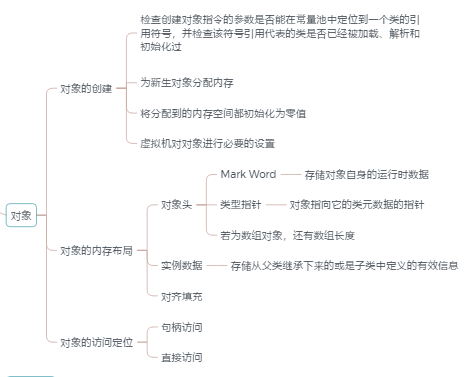 检查创建对象指令的参数是否能在常量池中定位到一个类的引
用符号，并检查该符号引用代表的类是否已经被加载、解析和
初始化过
对象的创建
为新生对象分配内存
将分配到的内存空间都初始化为零值
虚拟机对对象进行必要的设置
Mark Word
存储对象自身的运行时数据
对象头
类型指针
对象指向它的类元数据的指针
若为数组对象，还有数组长度
对象
对象的内存布局
实例数据
存储从父类继承下来的或是子类中定义的有效信息
对齐填充
句柄访问
对象的访问定位
直接访问